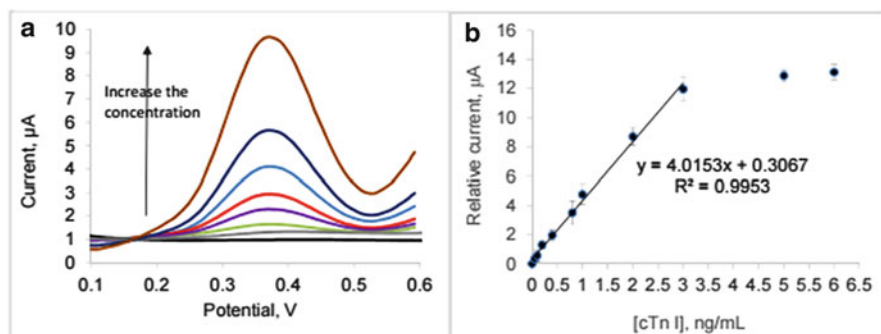 a
10
9
8
7
6
5
4
3
2
1
0
Current, µA
Increase the
concentration
0.1 0.2 0.3 0.4 0.5 0.6
Potential, V
b
16
14
12
10
8
6
4
2
0
Relative current, µA
y = 4.0153x + 0.3067
R² = 0.9953
0 0.5 1 1.5 2 2.5 3 3.5 4 4.5 5 5.5 6 6.5
[cTn I], ng/mL